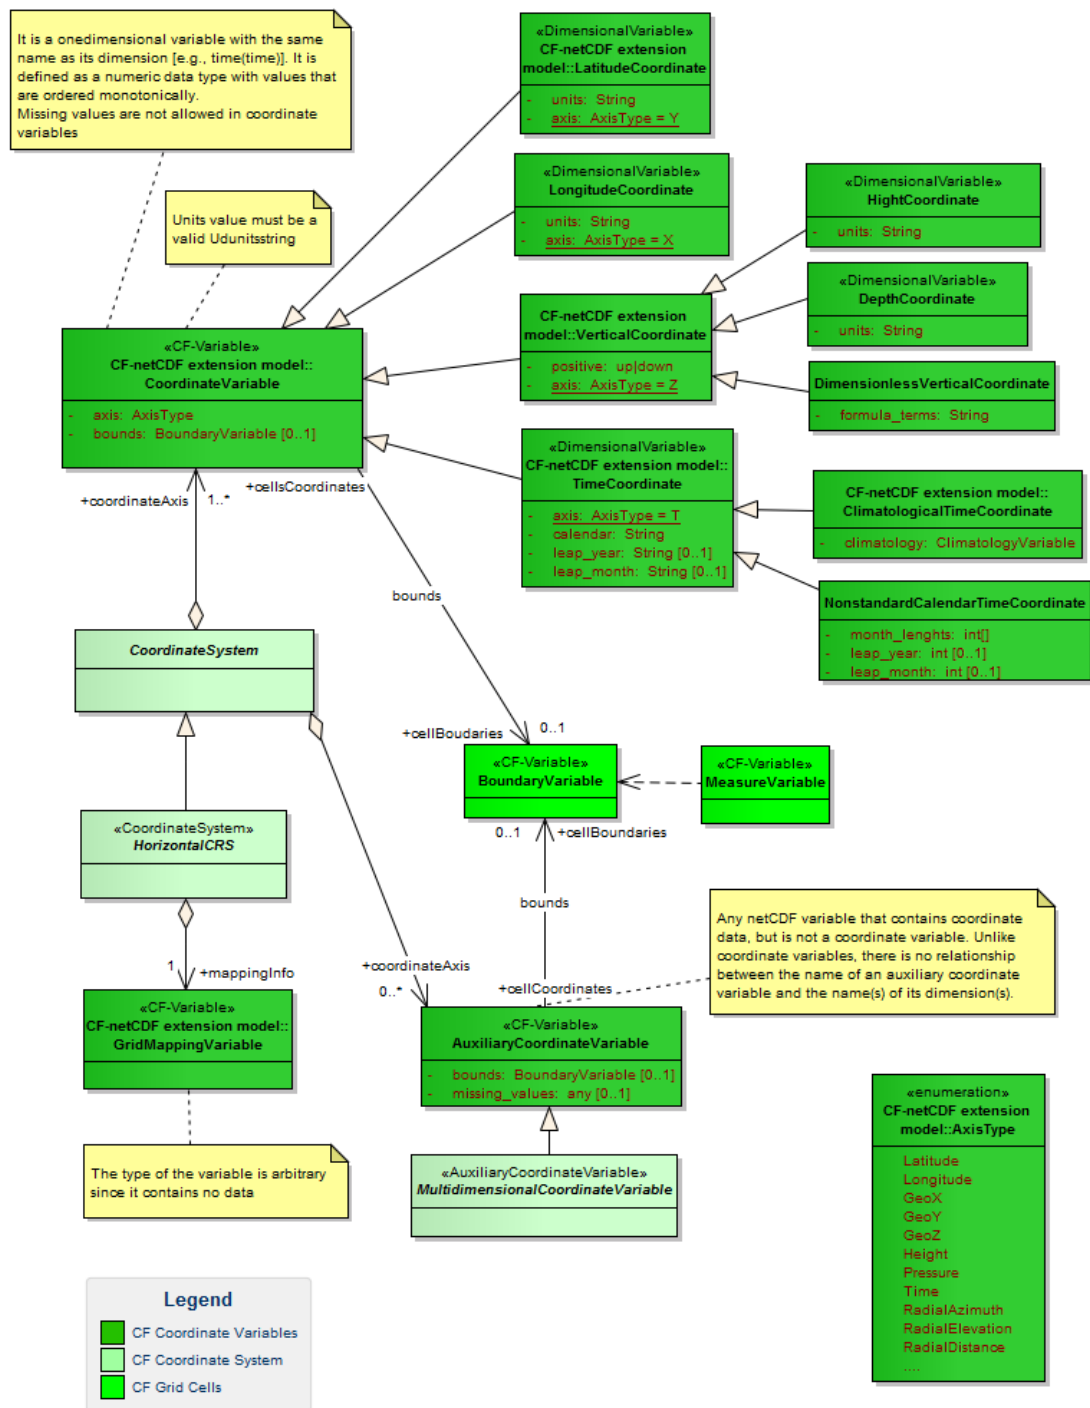 It is a onedimensional variable with the same
name as its dimension [e.g., time(time)]. It is
defined as a numeric data type with values that
are ordered monotonically.
Missing values are not allowed in coordinate
variables
Units value must be a
valid Udunitsstring
«DimensionalVariable»
CF-netCDF extension
model::LatitudeCoordinate
- units: String
- axis: AxisType = Y
«DimensionalVariable»
LongitudeCoordinate
- units: String
- axis: AxisType = X
«DimensionalVariable»
HightCoordinate
- units: String
«DimensionalVariable»
DepthCoordinate
- units: String
CF-netCDF extension
model::VerticalCoordinate
- positive: up|down
- axis: AxisType = Z
DimensionlessVerticalCoordinate
- formula_terms: String
«CF-Variable»
CF-netCDF extension model::
CoordinateVariable
- axis: AxisType
- bounds: BoundaryVariable [0..1]
«DimensionalVariable»
CF-netCDF extension model::
TimeCoordinate
- axis: AxisType = T
- calendar: String
- leap_year: String [0..1]
- leap_month: String [0..1]
CF-netCDF extension model::
ClimatologicalTimeCoordinate
- climatology: ClimatologyVariable
NonstandardCalendarTimeCoordinate
- month_lenghts: int[]
- leap_year: int [0..1]
- leap_month: int [0..1]
+coordinateAxis
1..*
+cellsCoordinates
bounds
+cellBoudaries
0..1
CoordinateSystem
«CF-Variable»
BoundaryVariable
«CF-Variable»
MeasureVariable
0..1
+cellBoundaries
bounds
+cellCoordinates
«CoordinateSystem»
HorizontalCRS
1
+mappingInfo
+coordinateAxis
0..*
«CF-Variable»
CF-netCDF extension model::
GridMappingVariable
The type of the variable is arbitrary
since it contains no data
Any netCDF variable that contains coordinate
data, but is not a coordinate variable. Unlike
coordinate variables, there is no relationship
between the name of an auxiliary coordinate
variable and the name(s) of its dimension(s).
«CF-Variable»
AuxiliaryCoordinateVariable
- bounds: BoundaryVariable [0..1]
- missing_values: any [0..1]
«AuxiliaryCoordinateVariable»
MultidimensionalCoordinateVariable
«enumeration»
CF-netCDF extension
model::AxisType
Latitude
Longitude
GeoX
GeoY
GeoZ
Height
Pressure
Time
RadialAzimuth
RadialElevation
RadialDistance
....
Legend
CF Coordinate Variables
CF Coordinate System
CF Grid Cells